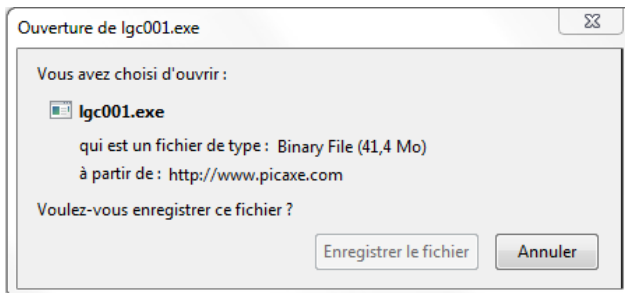 Ouverture de lgc001.exe
Vous avez choisi d'ouvrir :
lgc001.exe
qui est un fichier de type : Binary File (41,4 Mo)
à partir de : http://www.picaxe.com
Voulez-vous enregistrer ce fichier ?
Enregistrer le fichier Annuler